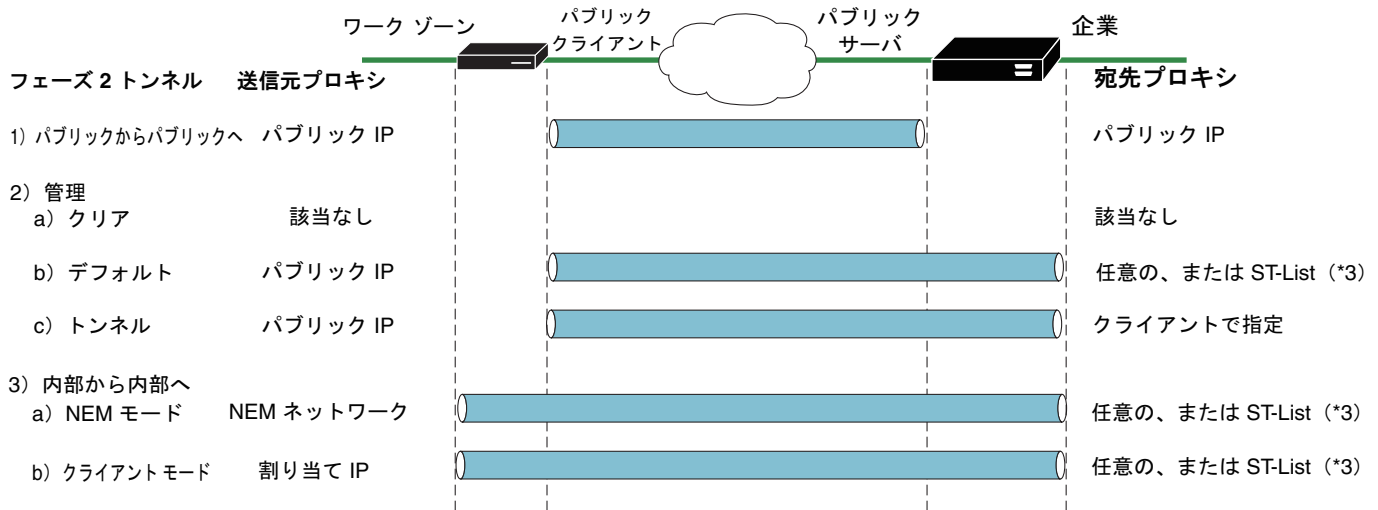 ワーク ゾーン
パブリック
クライアント
パブリック
サーバ
企業
フェーズ 2 トンネル 送信元プロキシ 宛先プロキシ
1) パブリックからパブリックへ パブリック IP パブリック IP
2) 管理
a) クリア 該当なし 該当なし
b) デフォルト パブリック IP 任意の、または ST-List (*3)
c) トンネル パブリック IP クライアントで指定
3) 内部から内部へ
a) NEM モード NEM ネットワーク 任意の、または ST-List (*3)
b) クライアント モード 割り当て IP 任意の、または ST-List (*3)